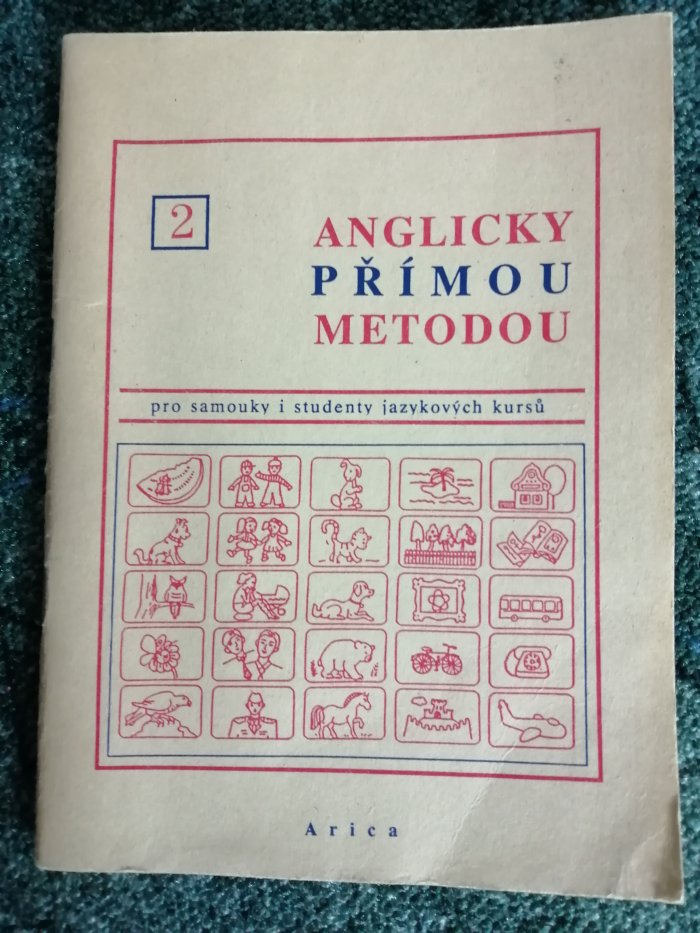 2
ANGLICKY
PŘÍMOU
METODOU
pro samouky i studenty jazykových kursů
Arica